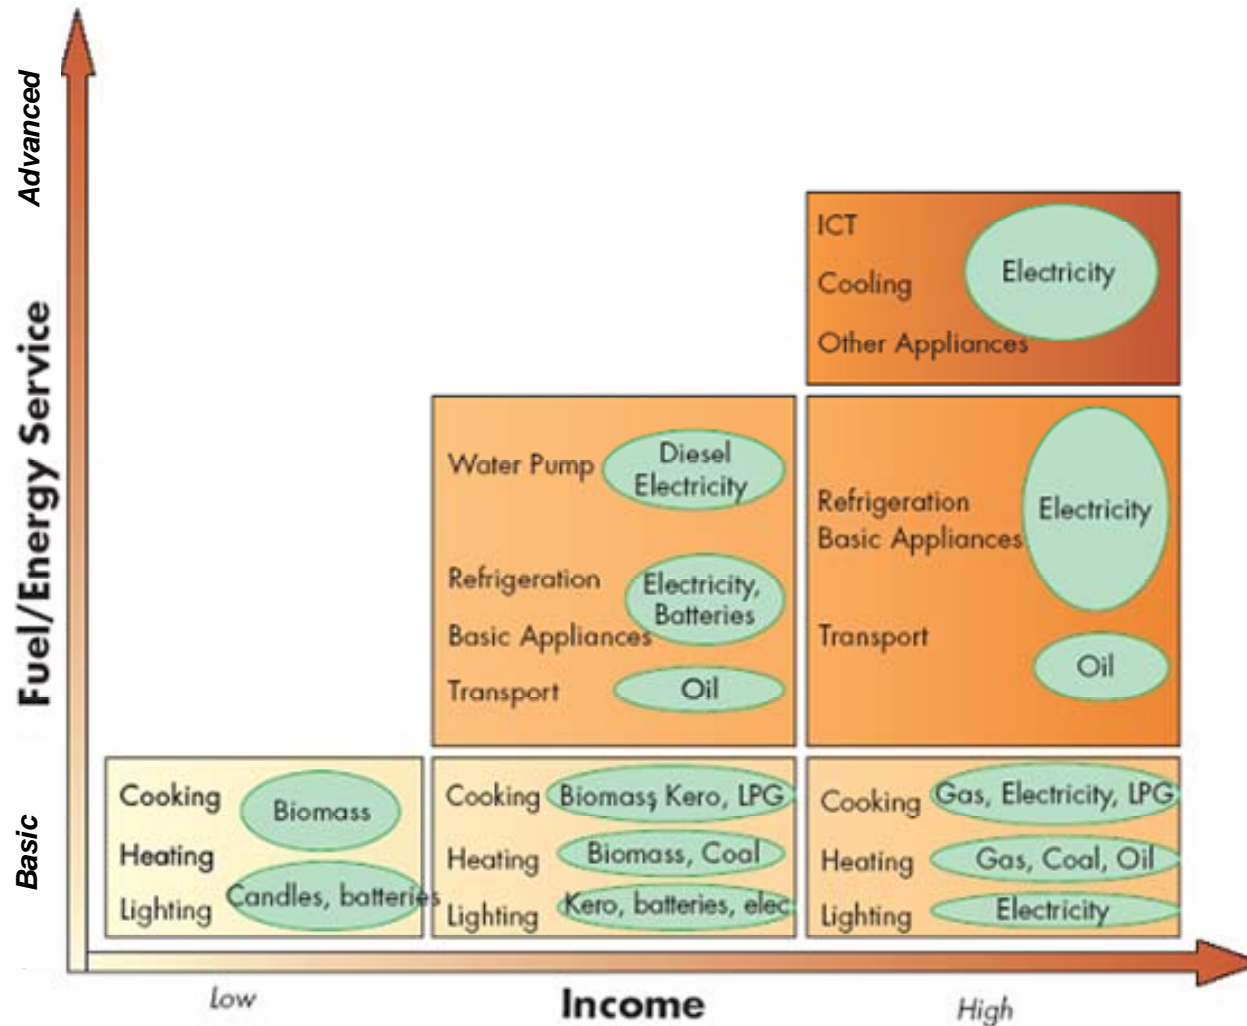 Advanced
Fuel/Energy Service
Basic
ICT
Cooling
Other Appliances
Electricity
Water Pump
Diesel
Electricity
Refrigeration
Basic Appliances
Electricity,
Batteries
Transport
Oil
Refrigeration
Basic Appliances
Electricity
Transport
Oil
Cooking
Heating
Lighting
Biomass
Candles, batteries
Cooking
Biomass, Kero, LPG
Heating
Biomass, Coal
Lighting
Kero, batteries, elec.
Cooking
Gas, Electricity, LPG
Heating
Gas, Coal, Oil
Lighting
Electricity
Low
Income
High